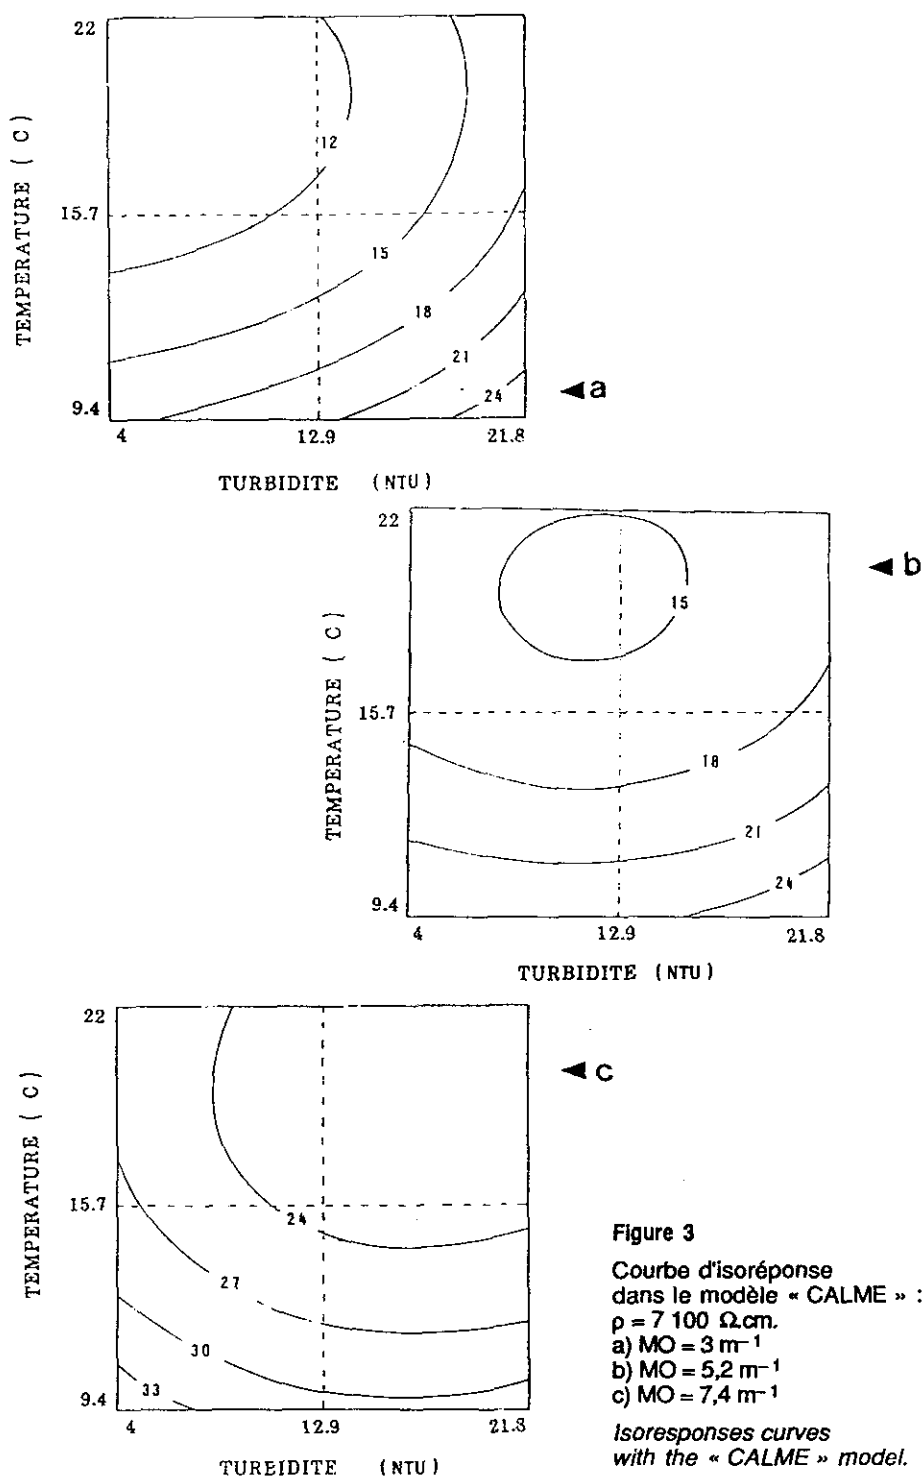 22
TEMPERATURE ( C)
12
15.7
15
18
21
24
9.4
4
12.9
21.8
TURBIDITE (NTU)
◄ a
22
TEMPERATURE ( C)
15
15.7
18
21
24
9.4
4
12.9
21.8
TURBIDITE (NTU)
◄ b
22
TEMPERATURE ( C)
15.7
24
27
30
33
9.4
4
12.9
21.8
TURBIDITE (NTU)
◄ c
Figure 3
Courbe d'isoréponse
dans le modèle « CALME » :
ρ = 7 100 Ω.cm.
a) MO = 3 m⁻¹
b) MO = 5,2 m⁻¹
c) MO = 7,4 m⁻¹
Isoresponses curves
with the « CALME » model.